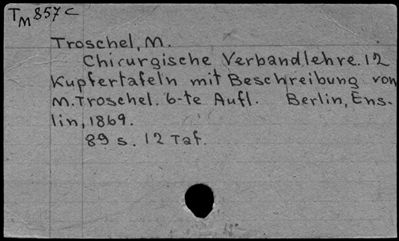 TM 857c
Troschel, M.
Chirurgische Verbandlehre. 12
Kupfertafeln mit Beschreibung von
M. Troschel. 6-te Aufl. Berlin, Ens-
lin, 1869.
89 s. 12 Taf.